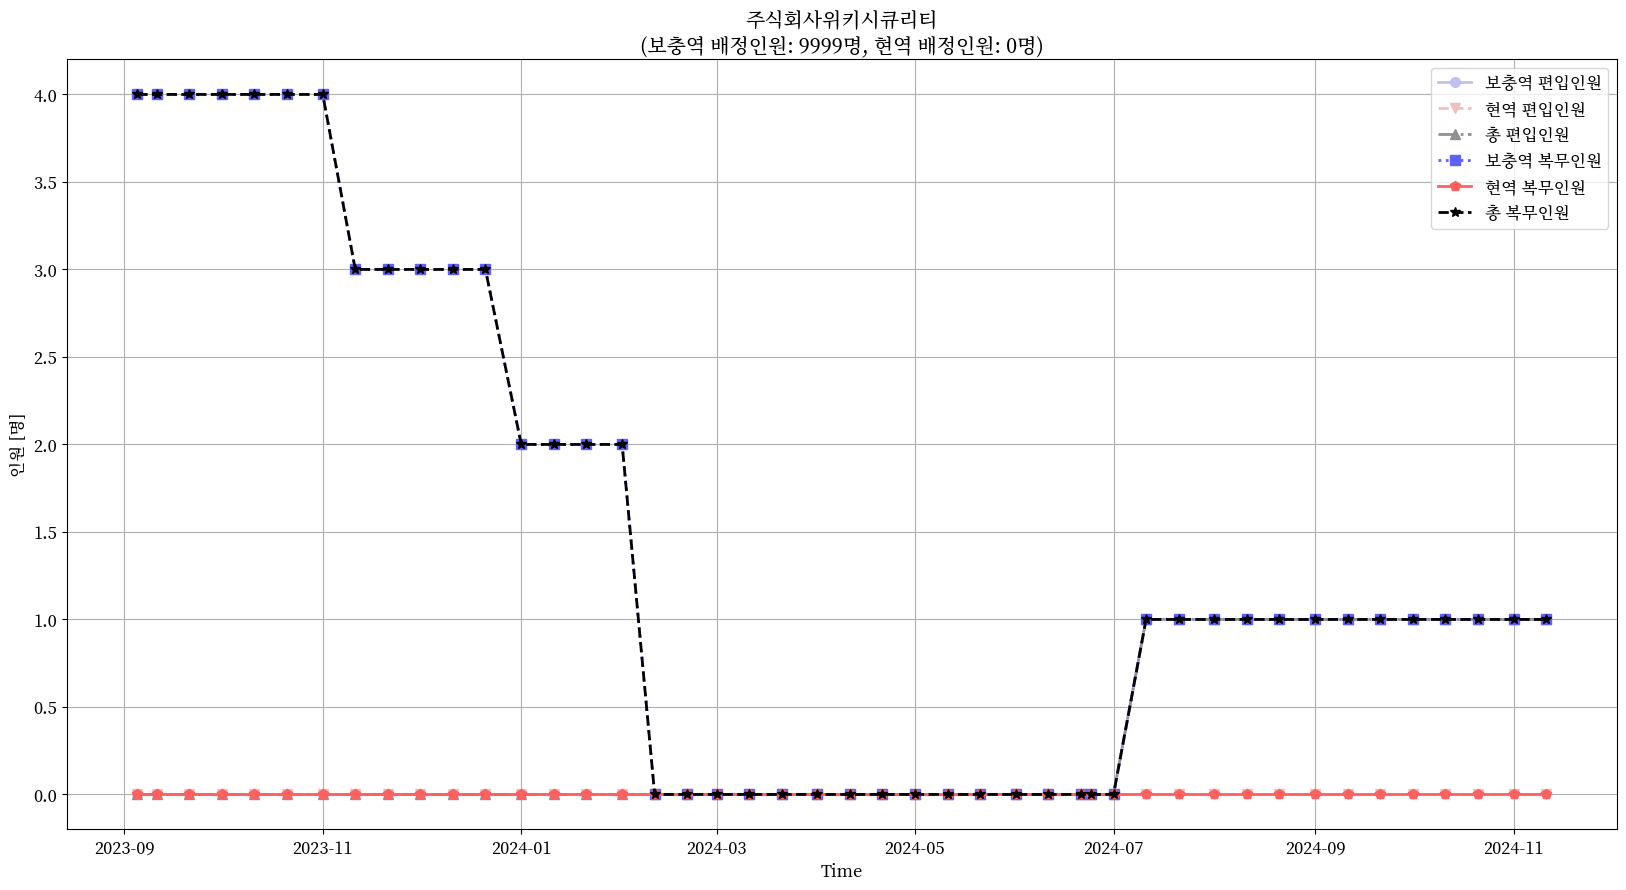 주식회사위키시큐리티
(보충역 배정인원: 9999명, 현역 배정인원: 0명)
보충역 편입인원
현역 편입인원
총 편입인원
보충역 복무인원
현역 복무인원
총 복무인원
인원 [명]
4.0
3.5
3.0
2.5
2.0
1.5
1.0
0.5
0.0
2023-09 2023-11 2024-01 2024-03 2024-05 2024-07 2024-09 2024-11
Time